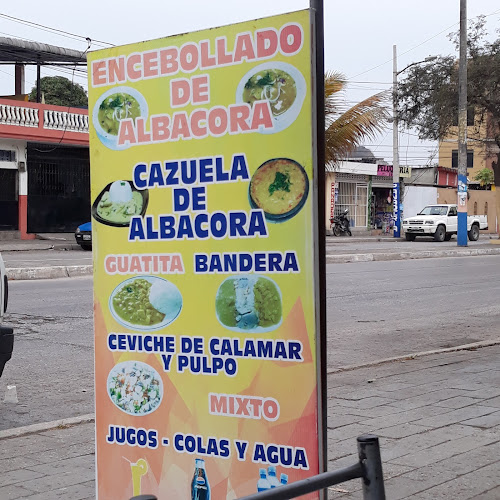 ENCEBOLLADO
DE
ALBACORA
CAZUELA
DE
ALBACORA
GUATITA BANDERA
CEVICHE DE CALAMAR
Y PULPO
MIXTO
JUGOS - COLAS Y AGUA